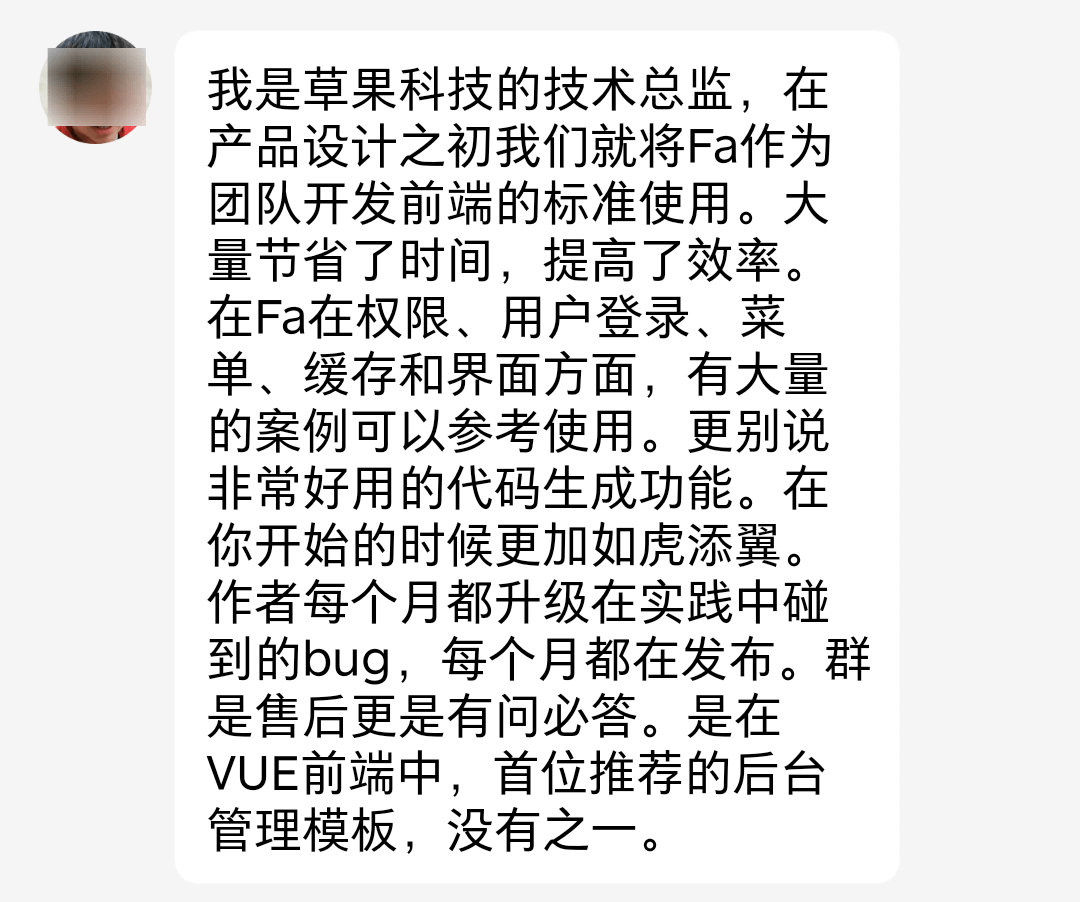 我是草果科技的技术总监，在
产品设计之初我们就将Fa作为
团队开发前端的标准使用。大
量节省了时间，提高了效率。
在Fa在权限、用户登录、菜
单、缓存和界面方面，有大量
的案例可以参考使用。更别说
非常好用的代码生成功能。在
你开始的时候更加如虎添翼。
作者每个月都升级在实践中碰
到的bug，每个月都在发布。群
是售后更是有问必答。是在
VUE前端中，首位推荐的后台
管理模板，没有之一。